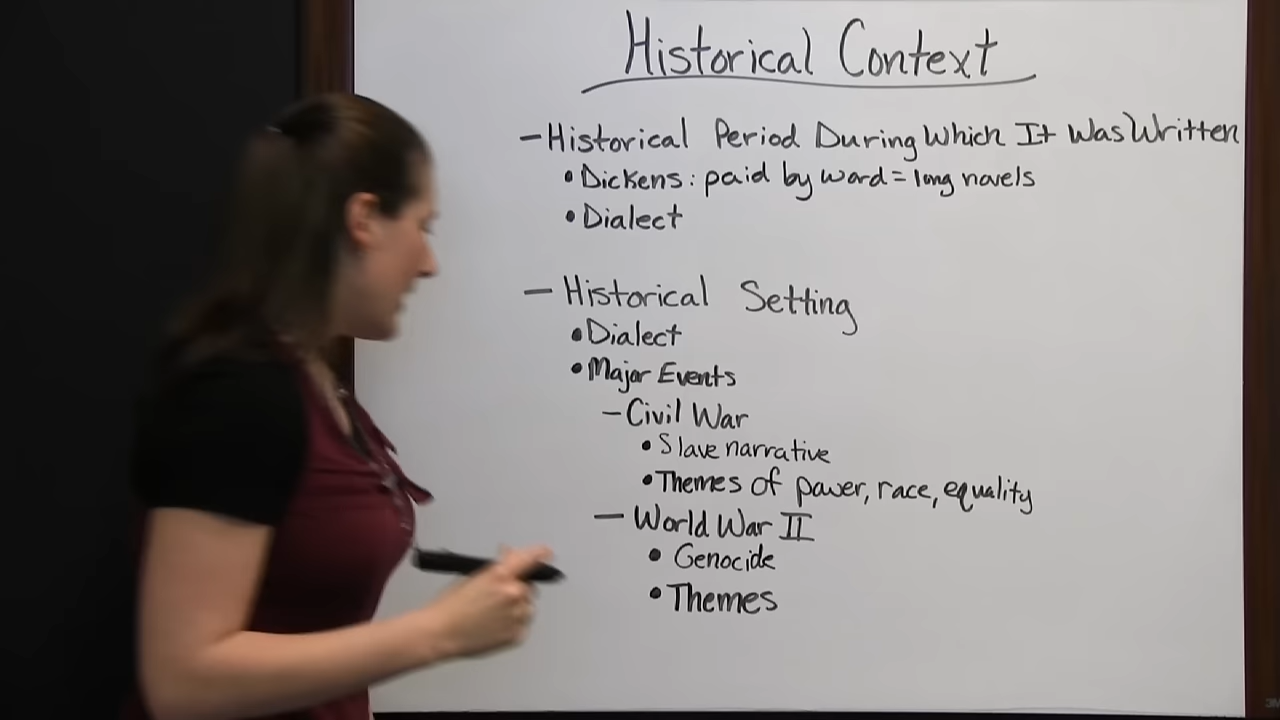 Historical Context
- Historical Period During Which It Was Written
• Dickens: paid by word = long novels
• Dialect
- Historical Setting
• Dialect
• Major Events
- Civil War
• Slave narrative
• Themes of power, race, equality
- World War II
• Genocide
• Themes